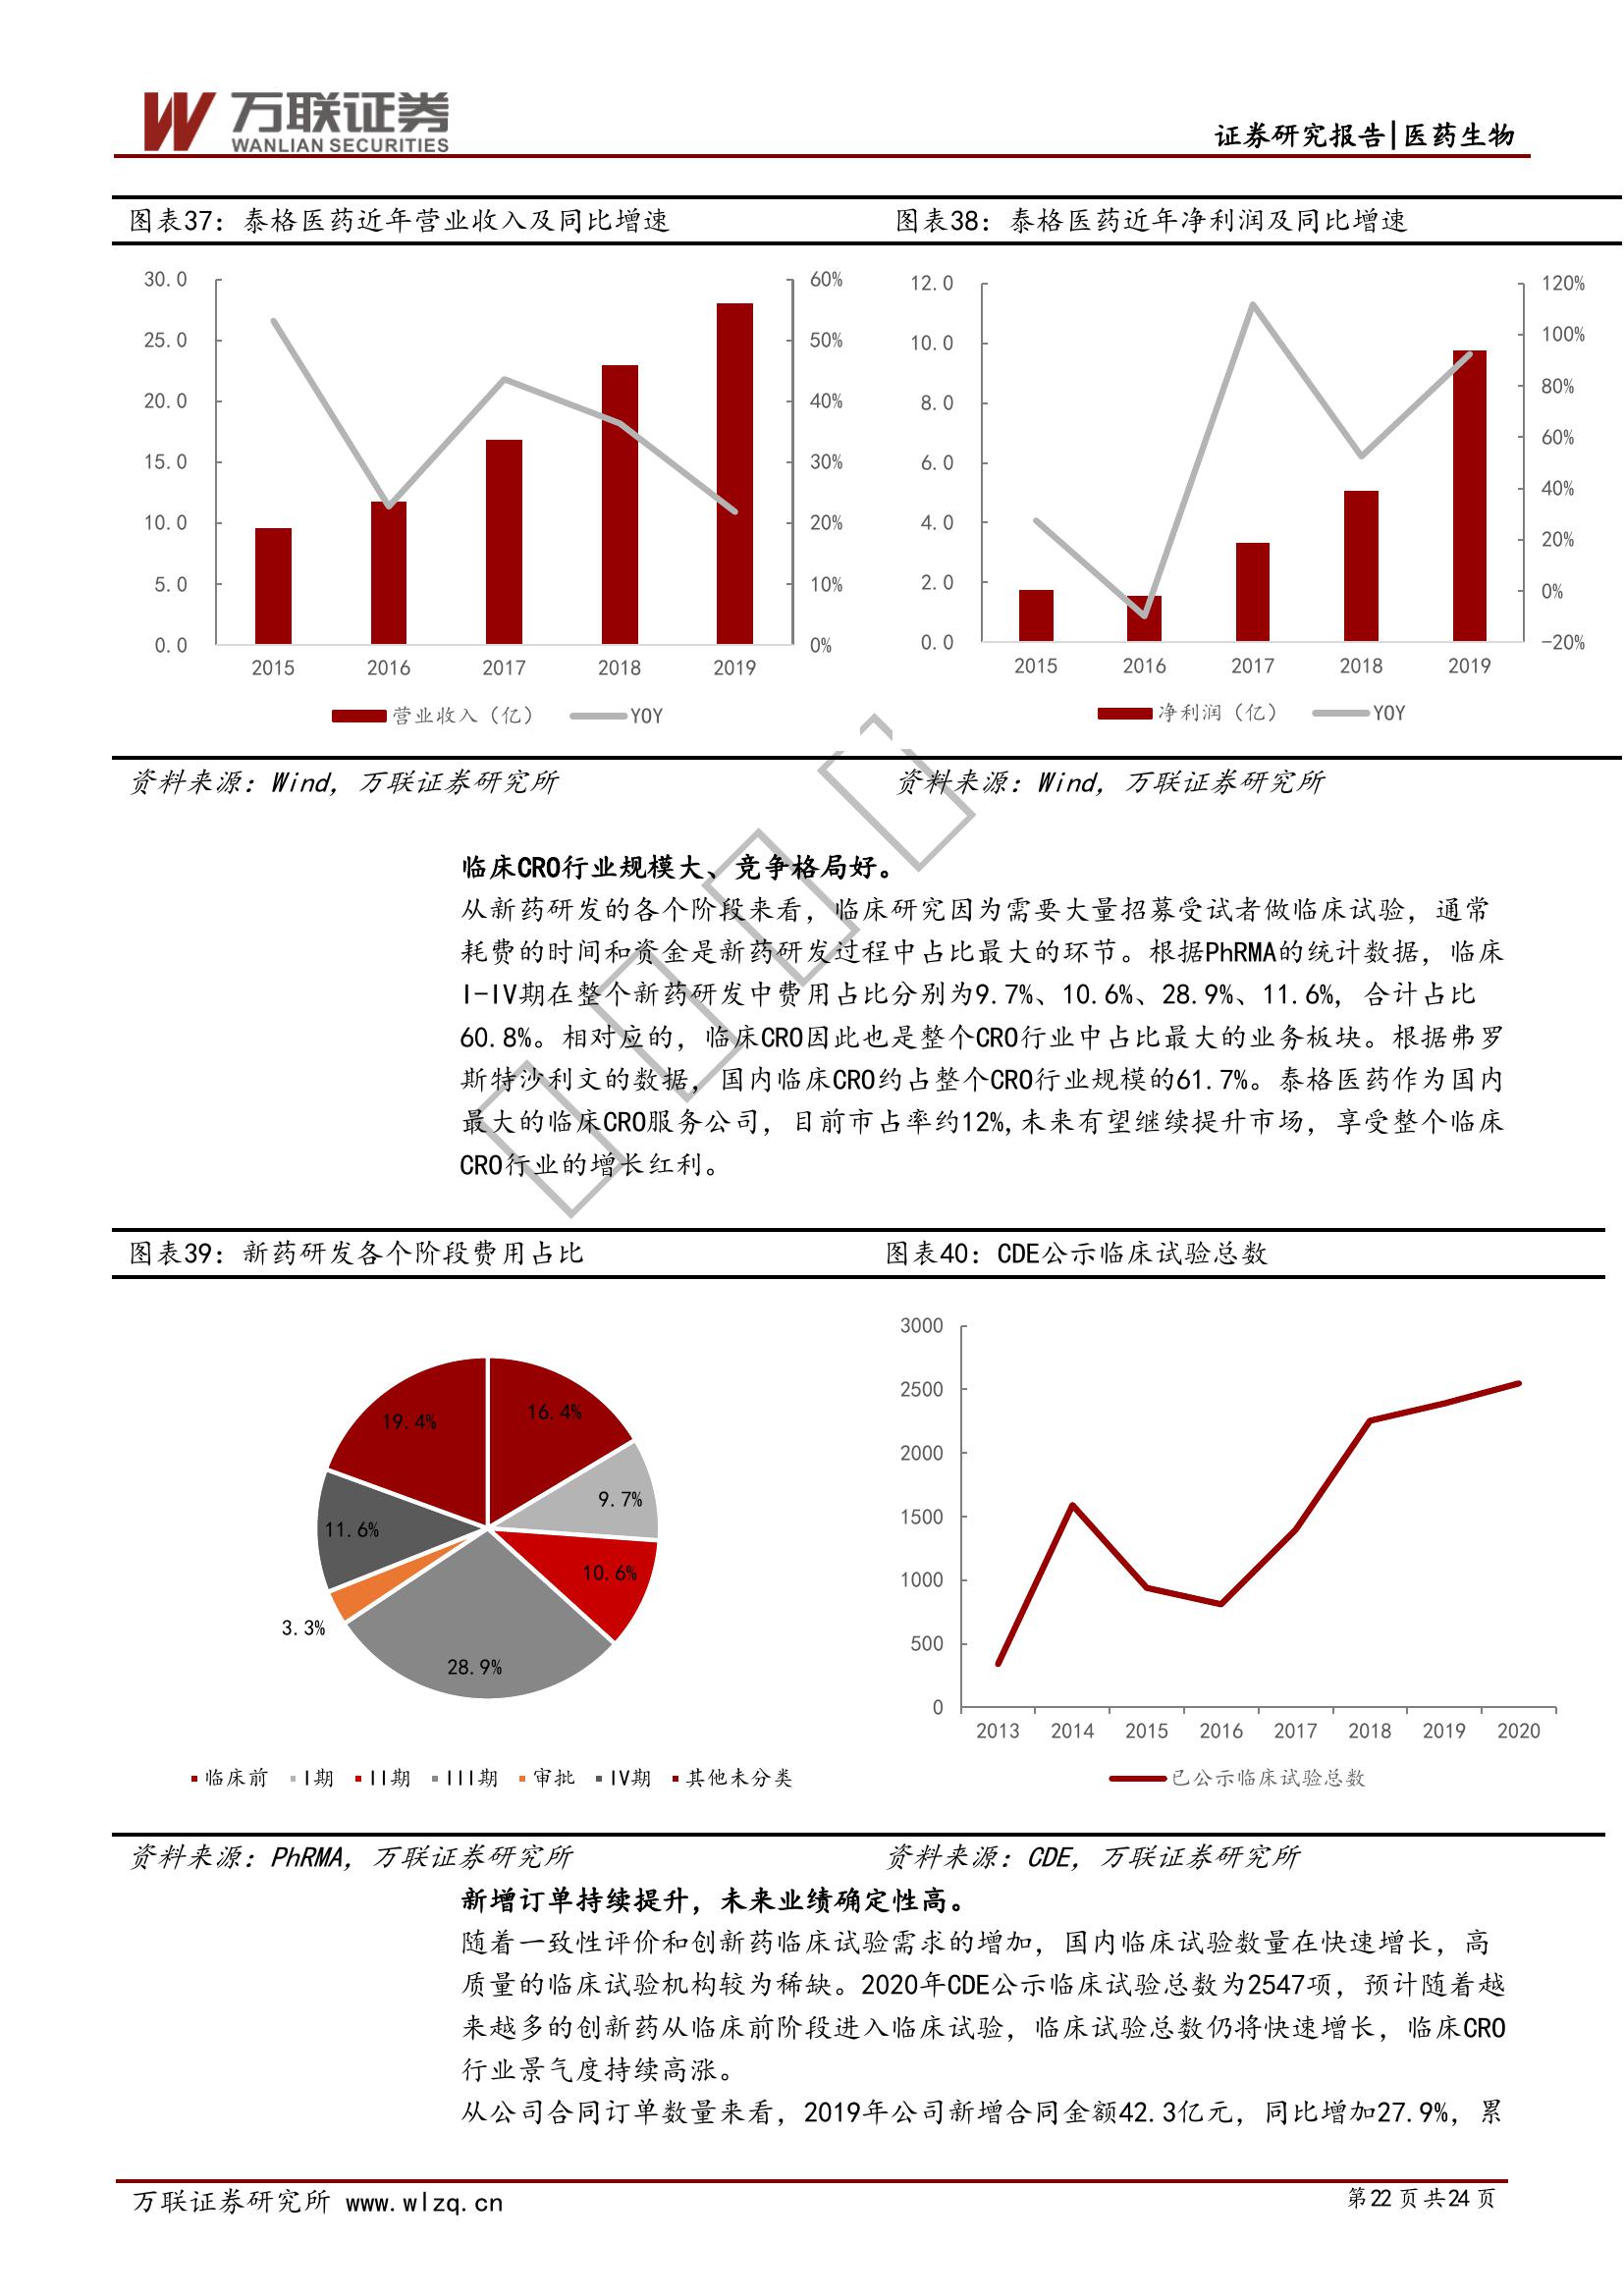 万联证券
WANLIAN SECURITIES
证券研究报告|医药生物
图表37：泰格医药近年营业收入及同比增速
30.0
25.0
20.0
15.0
10.0
5.0
0.0
60%
50%
40%
30%
20%
10%
0%
2015 2016 2017 2018 2019
营业收入（亿） YOY
图表38：泰格医药近年净利润及同比增速
12.0
10.0
8.0
6.0
4.0
2.0
0.0
120%
100%
80%
60%
40%
20%
0%
-20%
2015 2016 2017 2018 2019
净利润（亿） YOY
资料来源：Wind，万联证券研究所
资料来源：Wind，万联证券研究所
临床CRO行业规模大、竞争格局好。
从新药研发的各个阶段来看，临床研究因为需要大量招募受试者做临床试验，通常
耗费的时间和资金是新药研发过程中占比最大的环节。根据PhRMA的统计数据，临床
I-IV期在整个新药研发中费用占比分别为9.7%、10.6%、28.9%、11.6%，合计占比
60.8%。相对应的，临床CRO因此也是整个CRO行业中占比最大的业务板块。根据弗罗
斯特沙利文的数据，国内临床CRO约占整个CRO行业规模的61.7%。泰格医药作为国内
最大的临床CRO服务公司，目前市占率约12%,未来有望继续提升市场，享受整个临床
CRO行业的增长红利。
图表39：新药研发各个阶段费用占比
19.4%
16.4%
9.7%
11.6%
10.6%
3.3%
28.9%
临床前 I期 II期 III期 审批 IV期 其他未分类
图表40：CDE公示临床试验总数
3000
2500
2000
1500
1000
500
0
2013 2014 2015 2016 2017 2018 2019 2020
已公示临床试验总数
资料来源：PhRMA，万联证券研究所
资料来源：CDE，万联证券研究所
新增订单持续提升，未来业绩确定性高。
随着一致性评价和创新药临床试验需求的增加，国内临床试验数量在快速增长，高
质量的临床试验机构较为稀缺。2020年CDE公示临床试验总数为2547项，预计随着越
来越多的创新药从临床前阶段进入临床试验，临床试验总数仍将快速增长，临床CRO
行业景气度持续高涨。
从公司合同订单数量来看，2019年公司新增合同金额42.3亿元，同比增加27.9%，累
万联证券研究所 www.wlzq.cn
第22页共24页